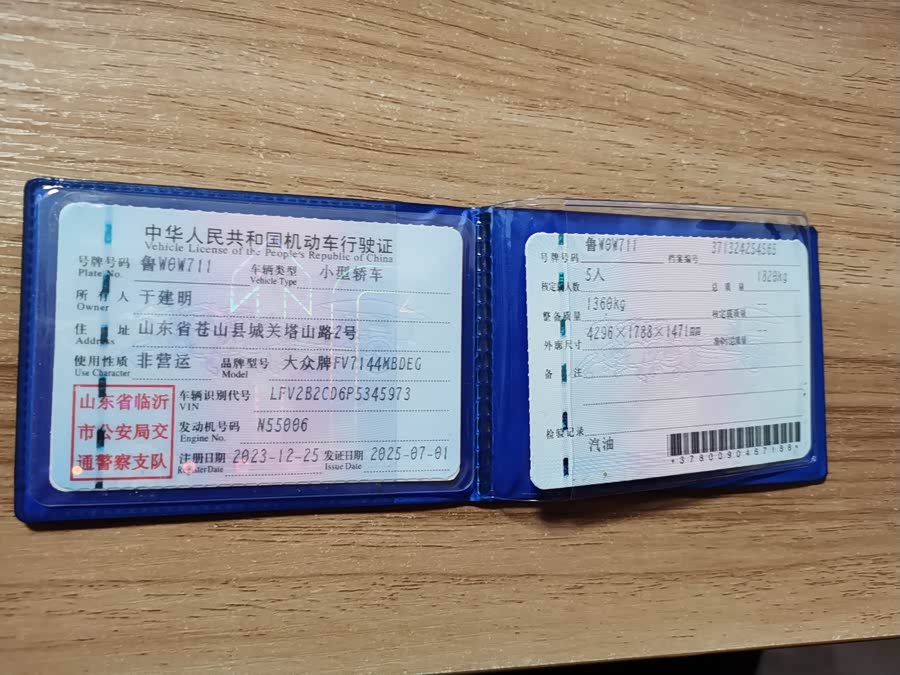 中华人民共和国机动车行驶证
Vehicle License of the People's Republic of China
号牌号码 鲁W0W711 车辆类型 小型轿车
Plate No. Vehicle Type
所有人 于建明
Owner
住址 山东省苍山县城关塔山路2号
Address
使用性质 非营运 品牌型号 大众牌FV7144MBDEG
Use Character Model
山东省临沂
市公安局交
通警察支队
车辆识别代号 LFV2B2CD6P5345973
VIN
发动机号码 N55006
Engine No.
注册日期 2023-12-25 发证日期 2025-07-01
Register Date Issue Date
号牌号码 鲁W0W711 档案编号 371324254565
核定载人数 5人 总质量 1820kg
整备质量 1360kg 核定载质量 --
外廓尺寸 4296×1788×1471mm 准牵引总质量 --
备注
检验记录
汽油